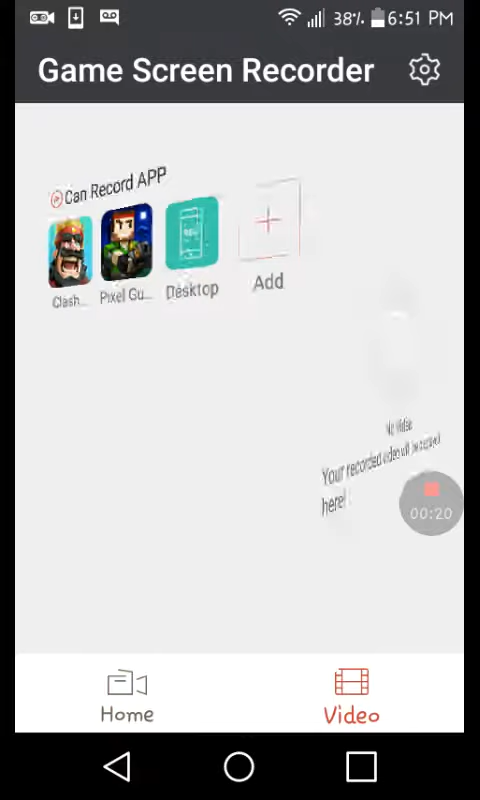 38% 6:51 PM
Game Screen Recorder
Can Record APP
Clash...
Pixel Gu...
Desktop
Add
No Video
Your recorded video will be
here!
00:20
Home
Video